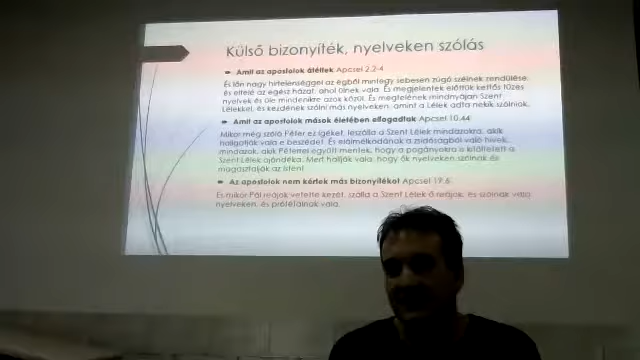 Külső bizonyíték, nyelveken szólás
Amit az apostolok átéltek Apcsel 2.2-4
És lőn nagy hirtelenséggel az égből mintegy sebesen zúgó szélnek zendülése,
és eltelé az egész házat, ahol ülnek vala. És megjelentek előttük kettős tüzes
nyelvek és üle mindenikre azok közül. És megtelének mindnyájan Szent
Lélekkel, és kezdének szólni más nyelveken, amint a Lélek adta nékik szólniok.
Amit az apostolok mások életében elfogadtak Apcsel 10.44
Mikor még szólá Péter ez ígéket, leszálla a Szent Lélek mindazokra, akik
hallgatják vala e beszédet. És elálmélkodának a zsidóságból való hívek,
mindazok, akik Péterrel együtt mentek, hogy a pogányokra is kitöltetett a
Szent Lélek ajándéka. Mert hallják vala, hogy ők nyelveken szólnak és
magasztalják az Istent.
Az apostolok nem kértek más bizonyítékot Apcsel 19.6
És mikor Pál reájok vetette kezét, szálla a Szent Lélek ő reájok, és szólnak vala
nyelveken, és prófétálnak vala.